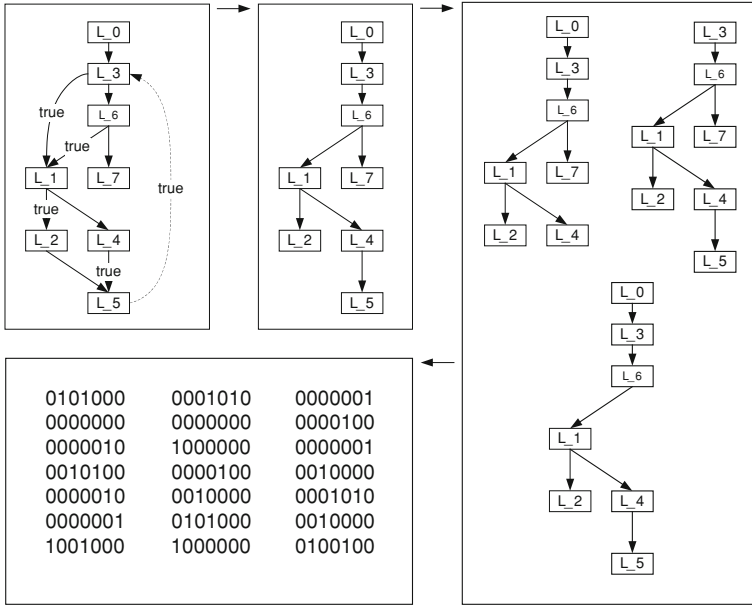 L_0
L_3
true
L_6
true
L_1
L_7
true
true
L_2
L_4
true
L_5
L_0
L_3
L_6
L_1
L_7
L_2
L_4
L_5
L_0
L_3
L_6
L_1
L_7
L_2
L_4
L_3
L_6
L_1
L_7
L_2
L_4
L_5
L_0
L_3
L_6
L_1
L_2
L_4
L_5
0101000 0001010 0000001
0000000 0000000 0000100
0000010 1000000 0000001
0010100 0000100 0010000
0000010 0010000 0001010
0000001 0101000 0010000
1001000 1000000 0100100